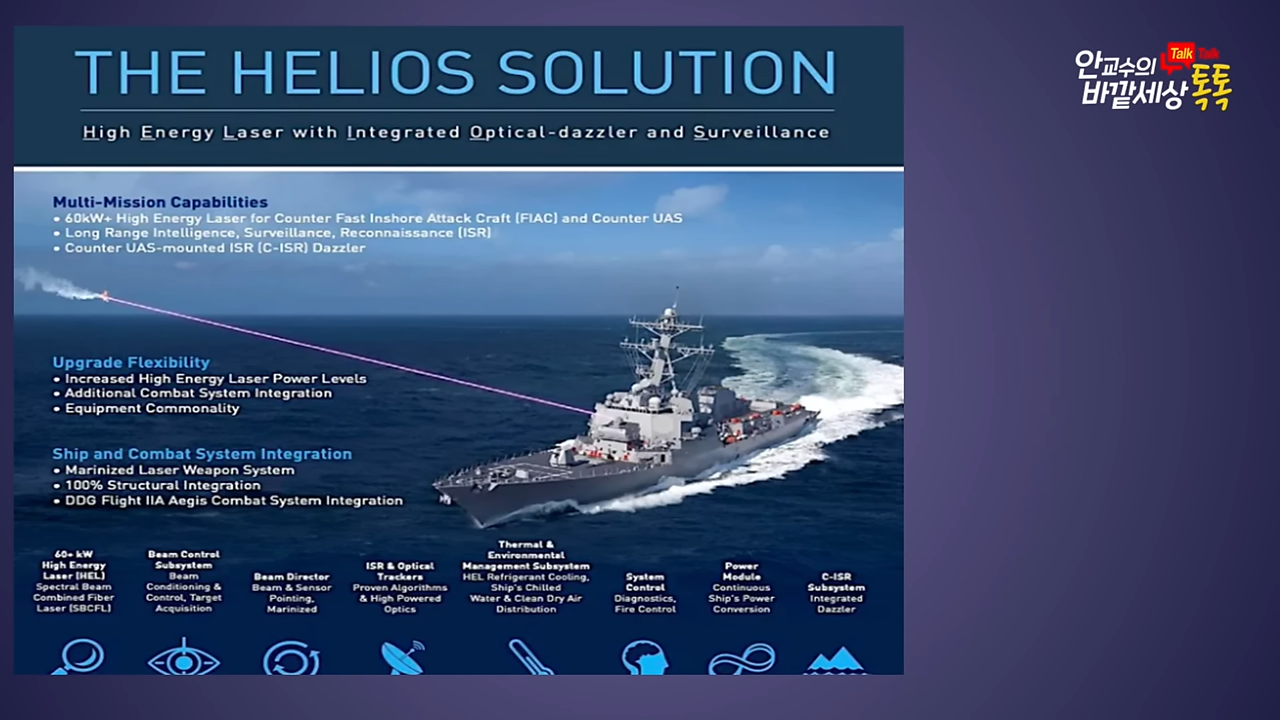 THE HELIOS SOLUTION
High Energy Laser with Integrated Optical-dazzler and Surveillance
Talk Talk
안교수의
바깥세상 톡톡
Multi-Mission Capabilities
• 60kW+ High Energy Laser for Counter Fast Inshore Attack Craft (FIAC) and Counter UAS
• Long Range Intelligence, Surveillance, Reconnaissance (ISR)
• Counter UAS-mounted ISR (C-ISR) Dazzler
Upgrade Flexibility
• Increased High Energy Laser Power Levels
• Additional Combat System Integration
• Equipment Commonality
Ship and Combat System Integration
• Marinized Laser Weapon System
• 100% Structural Integration
• DDG Flight IIA Aegis Combat System Integration
60+ kW
High Energy
Laser (HEL)
Spectral Beam
Combined Fiber
Laser (SBCFL)
Beam Control
Subsystem
Beam
Conditioning &
Control, Target
Acquisition
Beam Director
Beam & Sensor
Pointing,
Marinized
ISR & Optical
Trackers
Proven Algorithms
& High Powered
Optics
Thermal &
Environmental
Management Subsystem
HEL Refrigerant Cooling,
Ship's Chilled
Water & Clean Dry Air
Distribution
System
Control
Diagnostics,
Fire Control
Power
Module
Continuous
Ship's Power
Conversion
C-ISR
Subsystem
Integrated
Dazzler